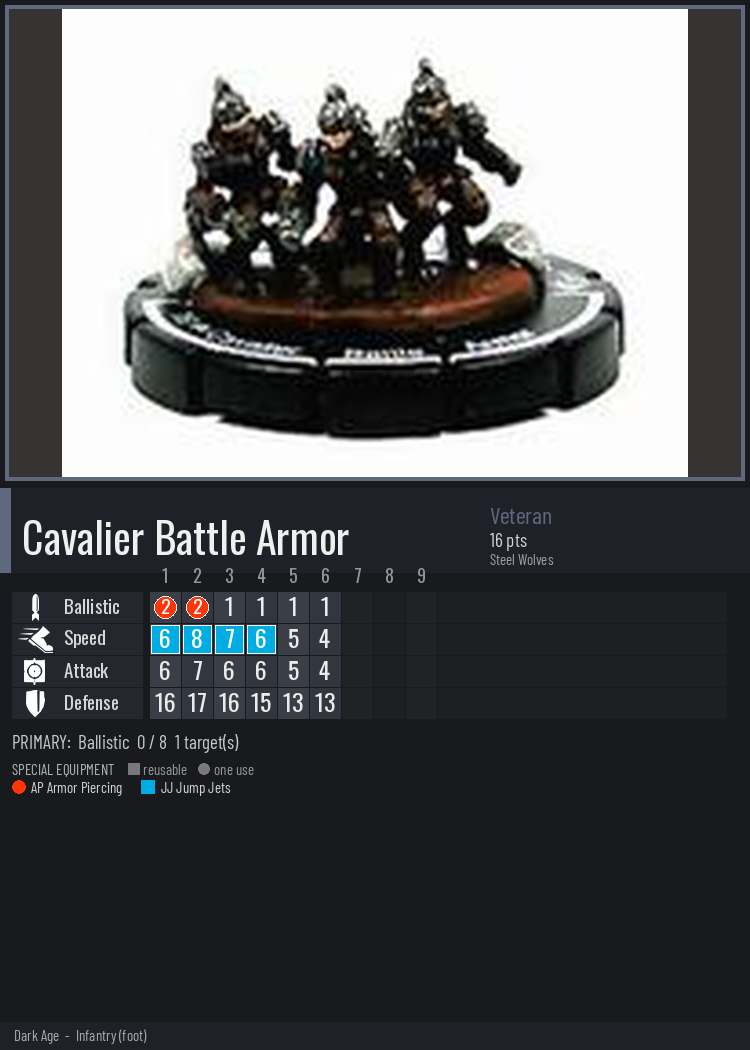 Cavalier Battle Armor
Veteran
16 pts
Steel Wolves
1 2 3 4 5 6 7 8 9
Ballistic 2 2 1 1 1 1
Speed 6 8 7 6 5 4
Attack 6 7 6 6 5 4
Defense 16 17 16 15 13 13
PRIMARY: Ballistic 0 / 8 1 target(s)
SPECIAL EQUIPMENT reusable one use
AP Armor Piercing JJ Jump Jets
Dark Age - Infantry (foot)